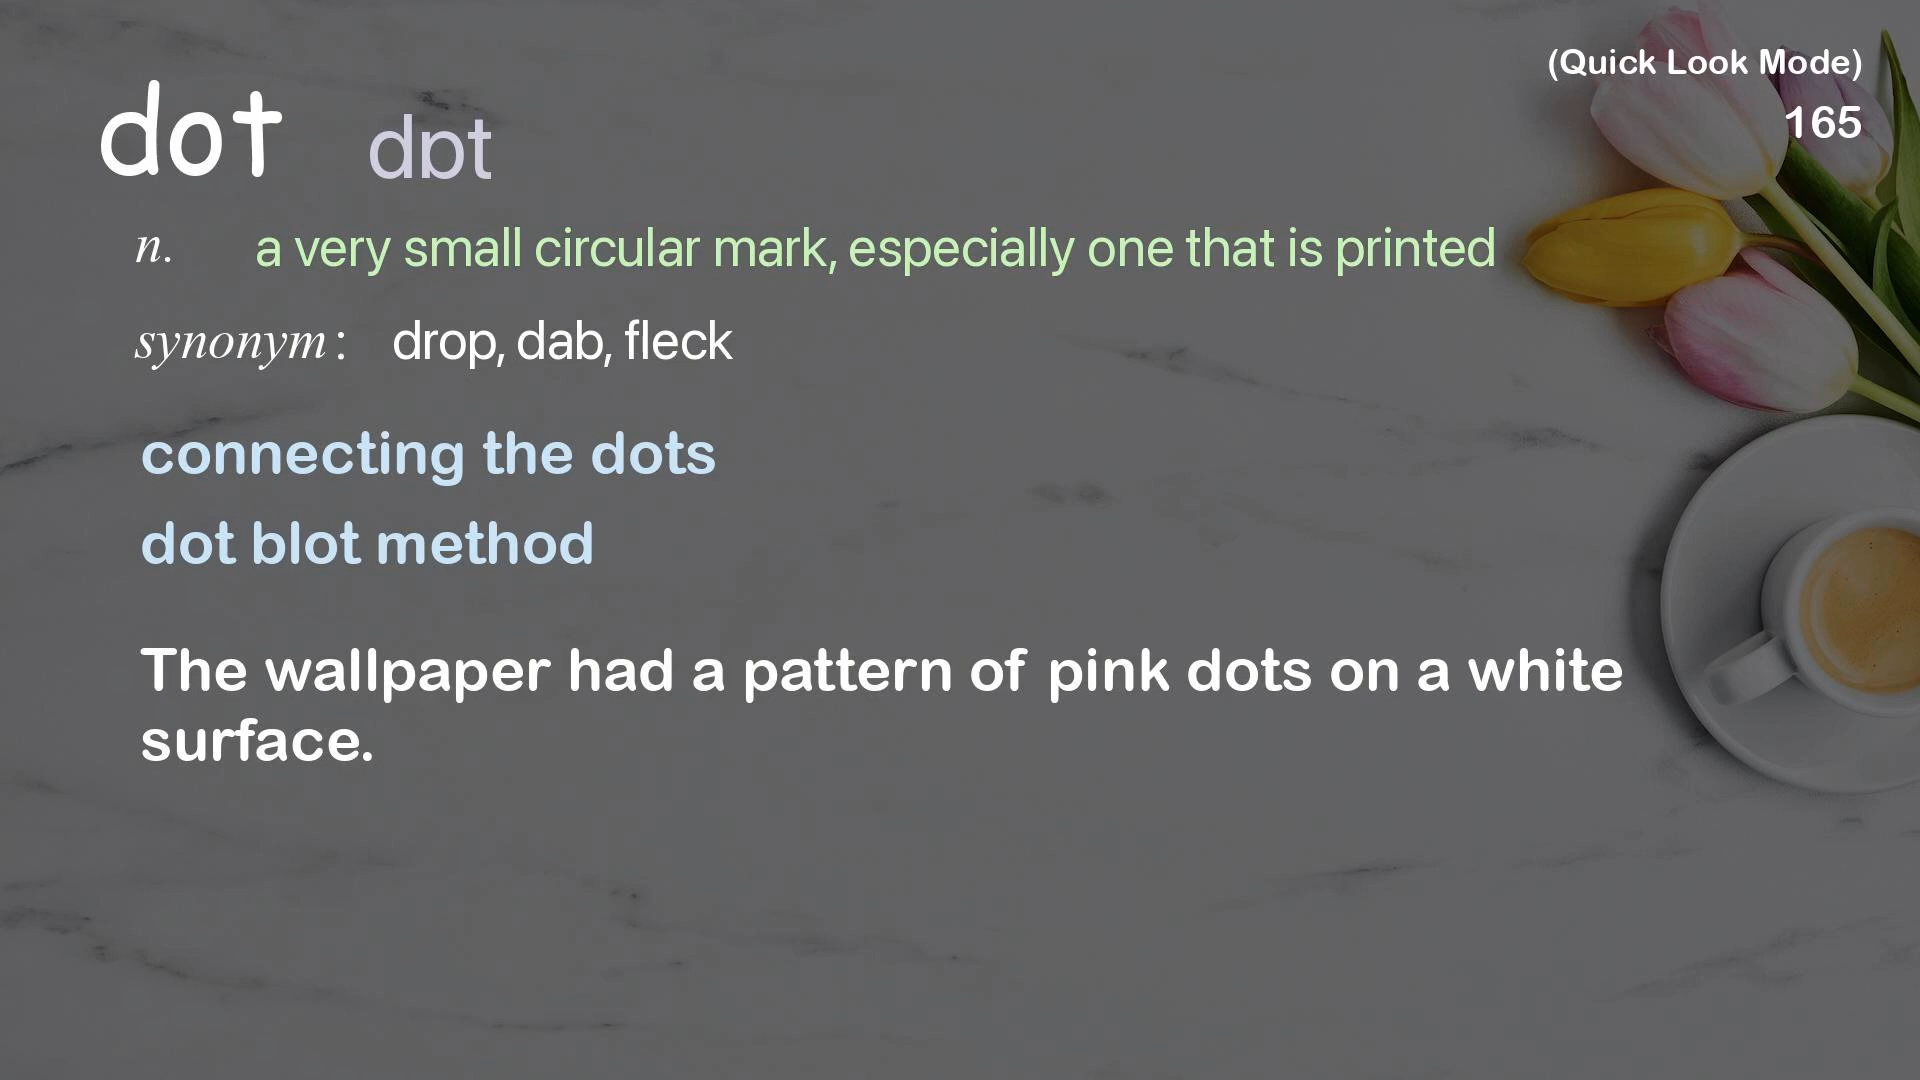 (Quick Look Mode)
165
dot dɒt
n. a very small circular mark, especially one that is printed
synonym: drop, dab, fleck
connecting the dots
dot blot method
The wallpaper had a pattern of pink dots on a white
surface.